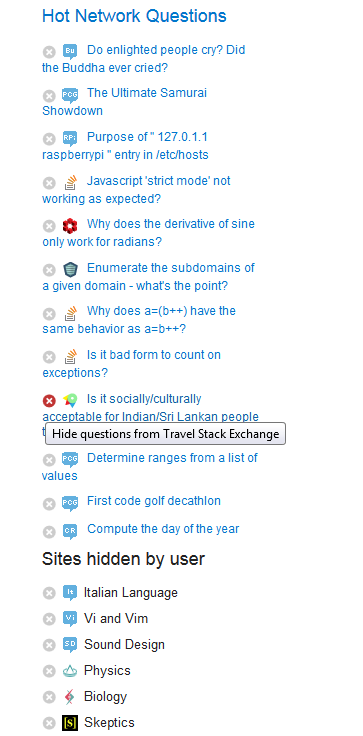 Hot Network Questions
Bu Do enlighted people cry? Did
the Buddha ever cried?
PCG The Ultimate Samurai
Showdown
RPi Purpose of " 127.0.1.1
raspberrypi " entry in /etc/hosts
Javascript 'strict mode' not
working as expected?
Why does the derivative of sine
only work for radians?
Enumerate the subdomains of
a given domain - what's the point?
Why does a=(b++) have the
same behavior as a=b++?
Is it bad form to count on
exceptions?
Is it socially/culturally
acceptable for Indian/Sri Lankan people
Hide questions from Travel Stack Exchange
PCG Determine ranges from a list of
values
PCG First code golf decathlon
CR Compute the day of the year
Sites hidden by user
It Italian Language
Vi Vi and Vim
SD Sound Design
Physics
Biology
[S] Skeptics